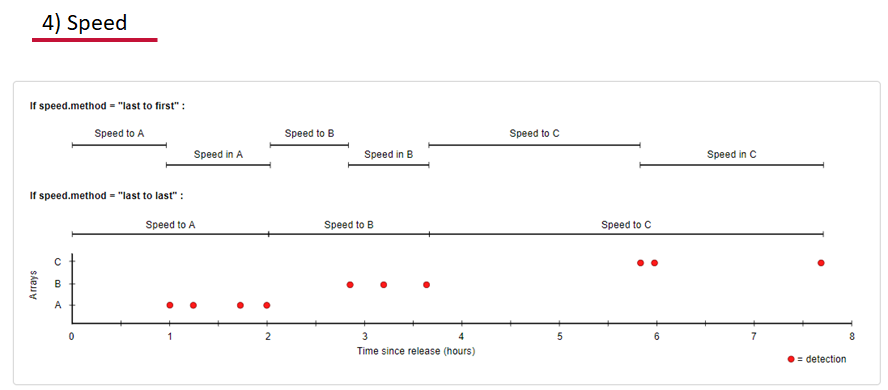 4) Speed
If speed.method = "last to first" :
Speed to A
Speed to B
Speed to C
Speed in A
Speed in B
Speed in C
If speed.method = "last to last" :
Speed to A
Speed to B
Speed to C
Arrays
C
B
A
0 1 2 3 4 5 6 7 8
Time since release (hours)
= detection